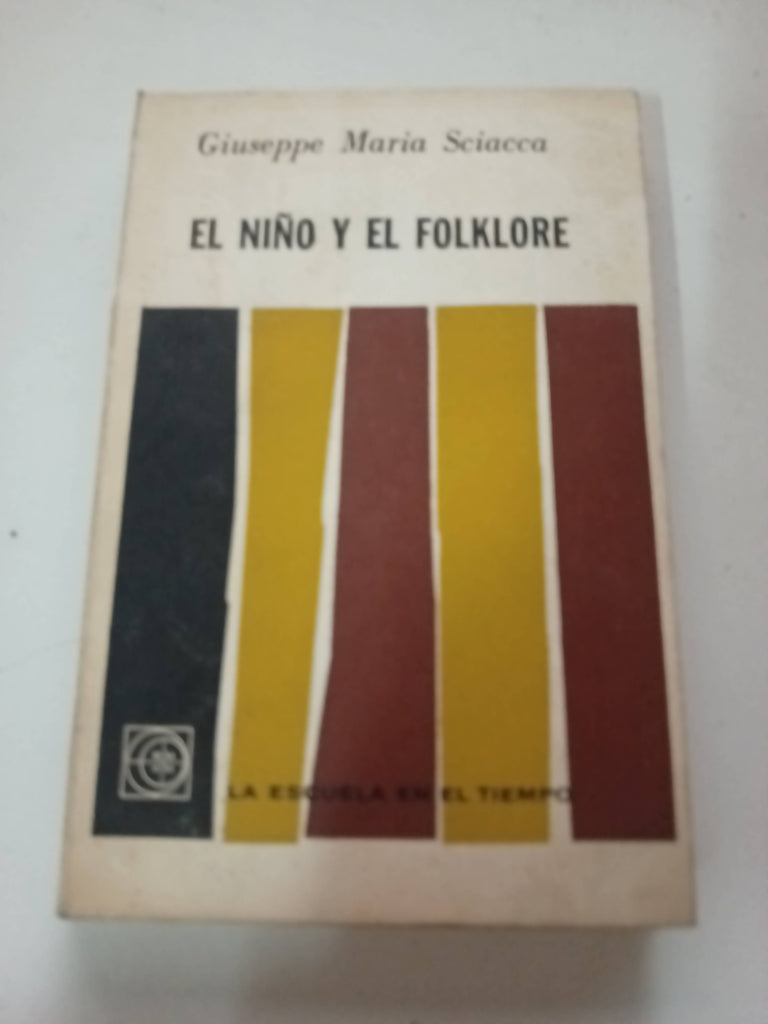 Giuseppe Maria Sciacca
EL NIÑO Y EL FOLKLORE
LA ESCUELA EN EL TIEMPO